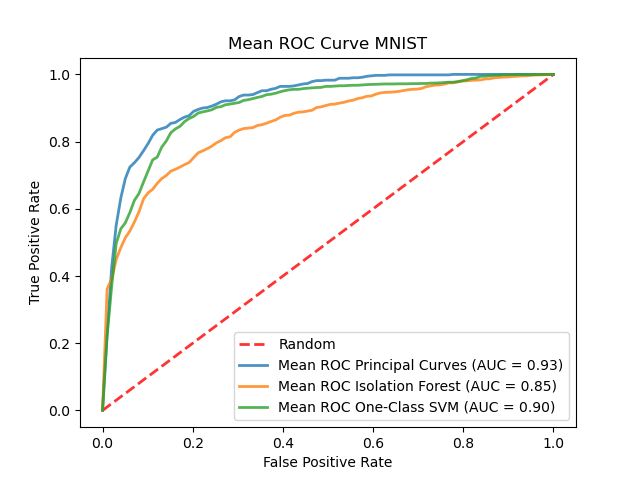 Mean ROC Curve MNIST
True Positive Rate
1.0
0.8
0.6
0.4
0.2
0.0
Random
Mean ROC Principal Curves (AUC = 0.93)
Mean ROC Isolation Forest (AUC = 0.85)
Mean ROC One-Class SVM (AUC = 0.90)
0.0 0.2 0.4 0.6 0.8 1.0
False Positive Rate